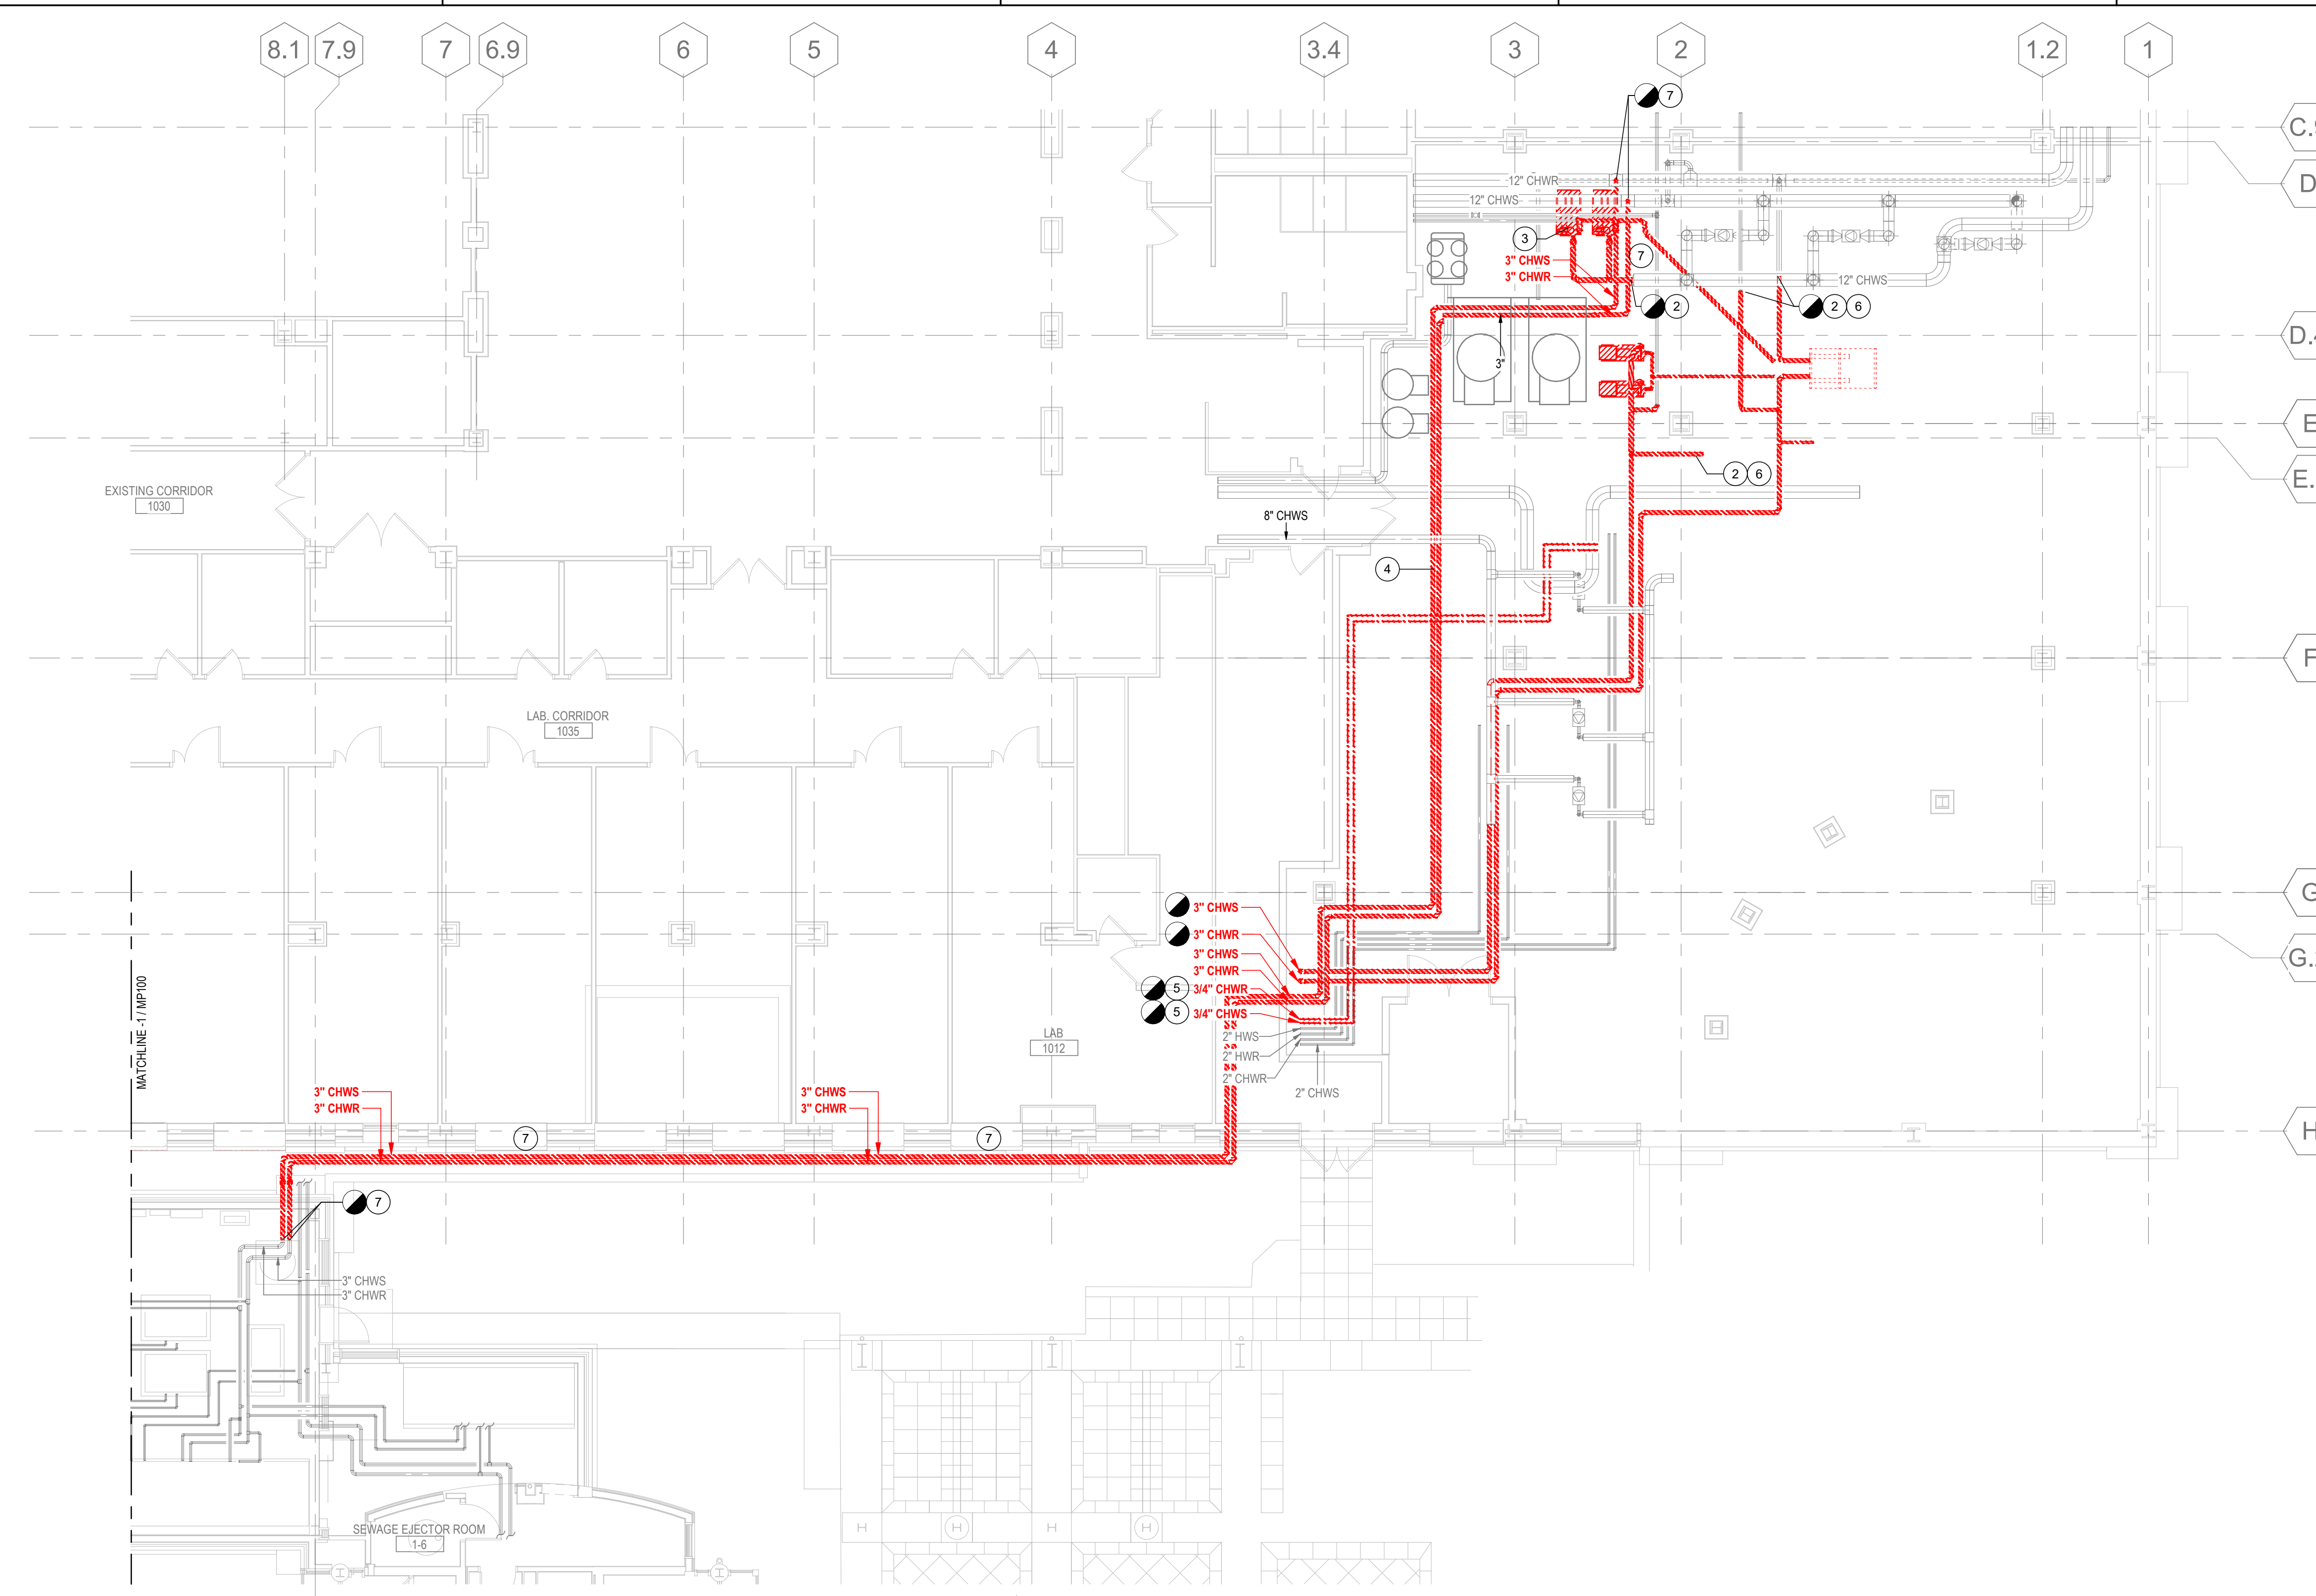 8.1
7.9
7
6.9
6
5
4
3.4
3
2
1.2
1
7
D
12" CHWR
12" CHWS
3
7
3" CHWS
3" CHWR
12" CHWS
2
2
6
3"
E
2
6
EXISTING CORRIDOR
1030
8" CHWS
4
F
LAB. CORRIDOR
1035
G
3" CHWS
3" CHWR
3" CHWS
3" CHWR
5
3/4" CHWR
5
3/4" CHWS
MATCHLINE -1 / MP100
LAB
1012
2" HWS
2" HWR
2" CHWR
2" CHWS
3" CHWS
3" CHWR
3" CHWS
3" CHWR
7
7
H
7
3" CHWS
3" CHWR
SEWAGE EJECTOR ROOM
1-6